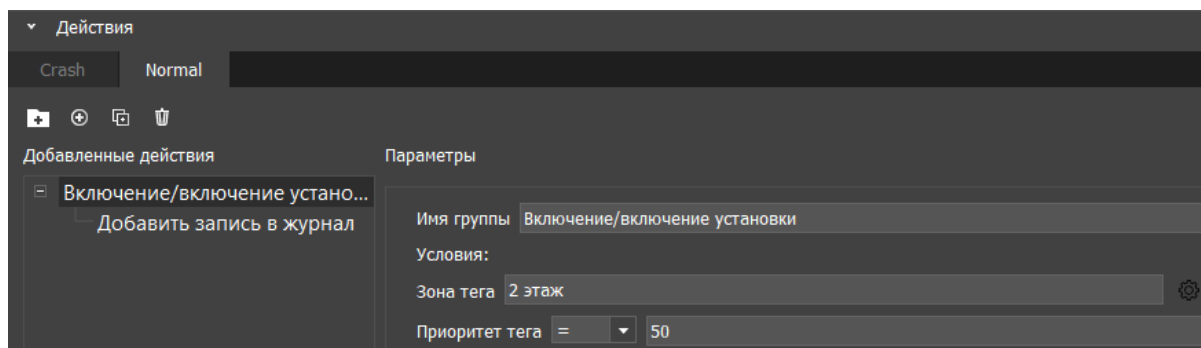 Действия
Crash Normal
Добавленные действия Параметры
Включение/включение устано...
Добавить запись в журнал
Имя группы Включение/включение установки
Условия:
Зона тега 2 этаж
Приоритет тега = 50